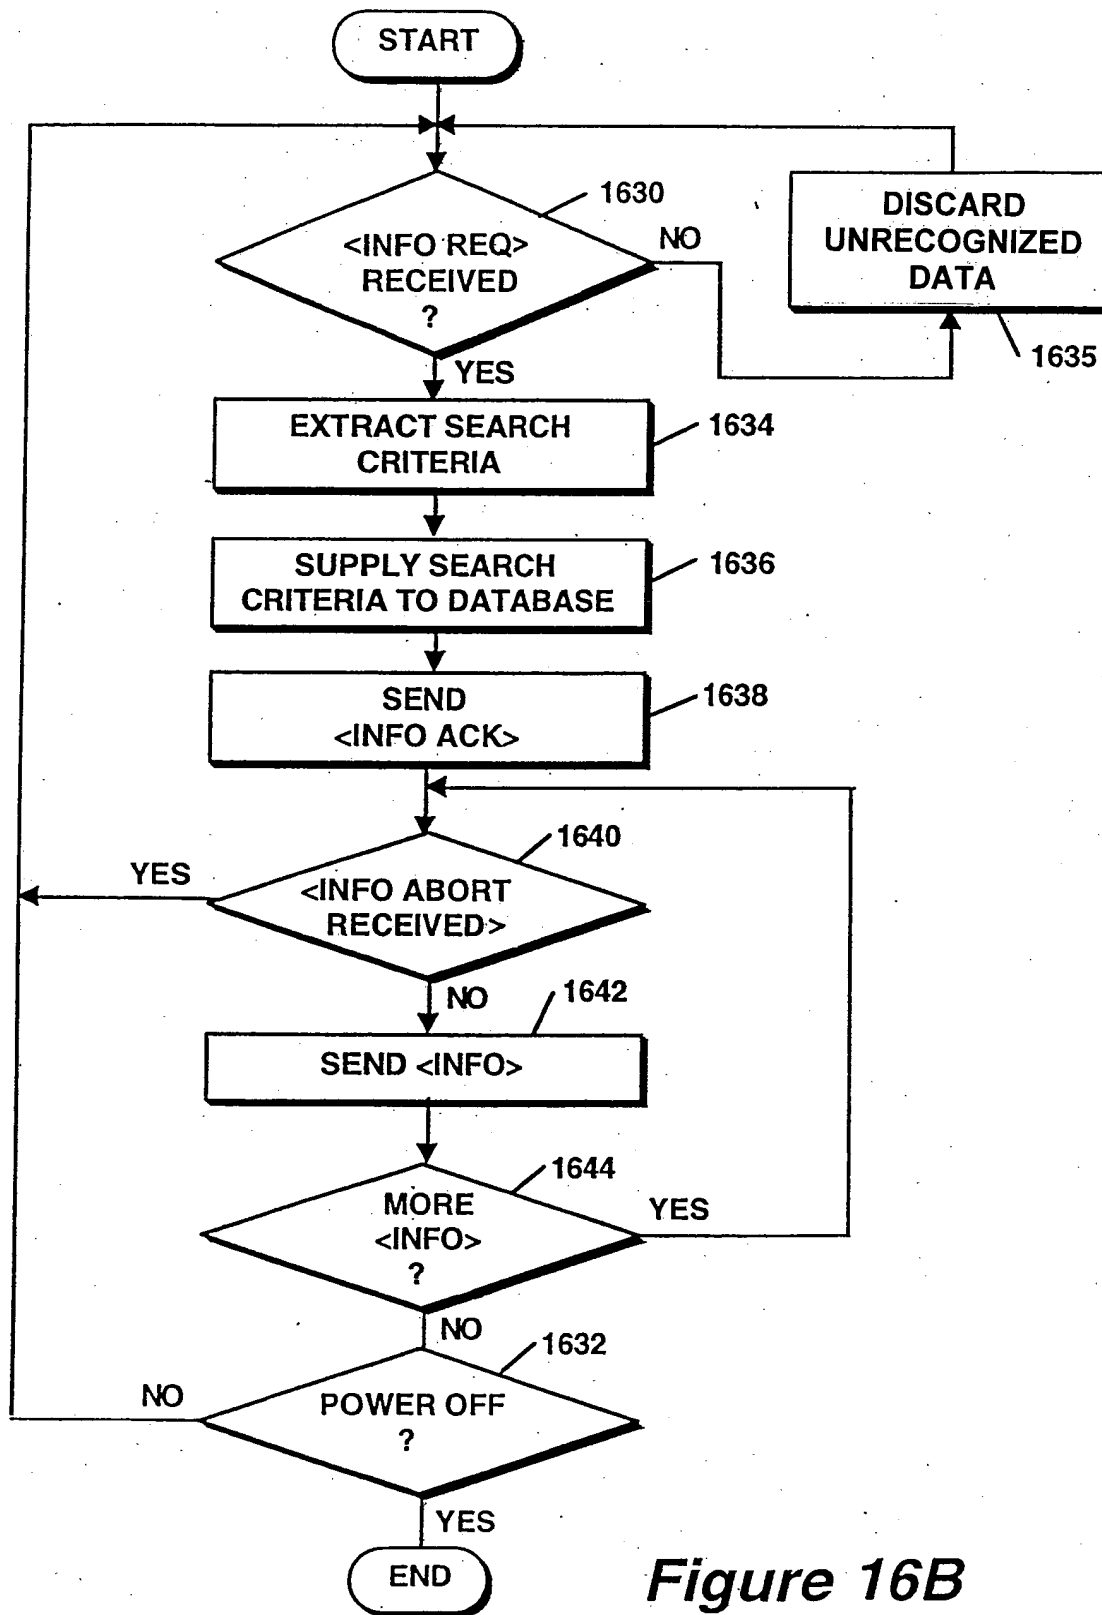 START
1630
<INFO REQ>
RECEIVED
?
NO
DISCARD
UNRECOGNIZED
DATA
1635
YES
EXTRACT SEARCH
CRITERIA
1634
SUPPLY SEARCH
CRITERIA TO DATABASE
1636
SEND
<INFO ACK>
1638
1640
YES
<INFO ABORT
RECEIVED>
NO
1642
SEND <INFO>
1644
MORE
<INFO>
?
YES
NO
1632
NO
POWER OFF
?
YES
END
Figure 16B